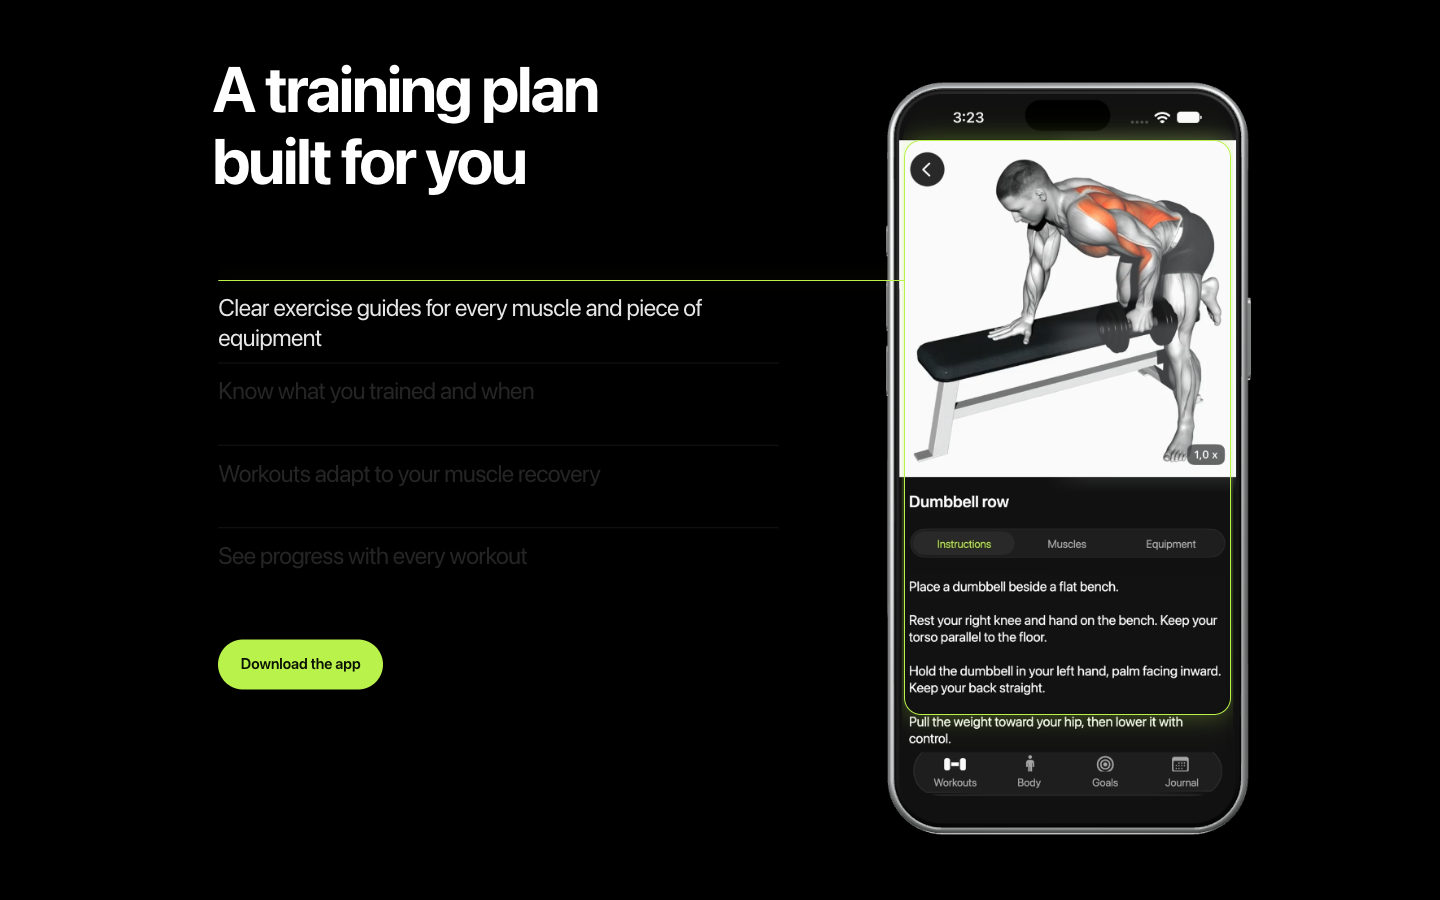 A training plan
built for you
Clear exercise guides for every muscle and piece of
equipment
Know what you trained and when
Workouts adapt to your muscle recovery
See progress with every workout
Download the app
3:23
1,0 x
Dumbbell row
Instructions
Muscles
Equipment
Place a dumbbell beside a flat bench.
Rest your right knee and hand on the bench. Keep your
torso parallel to the floor.
Hold the dumbbell in your left hand, palm facing inward.
Keep your back straight.
Pull the weight toward your hip, then lower it with
control.
Workouts
Body
Goals
Journal